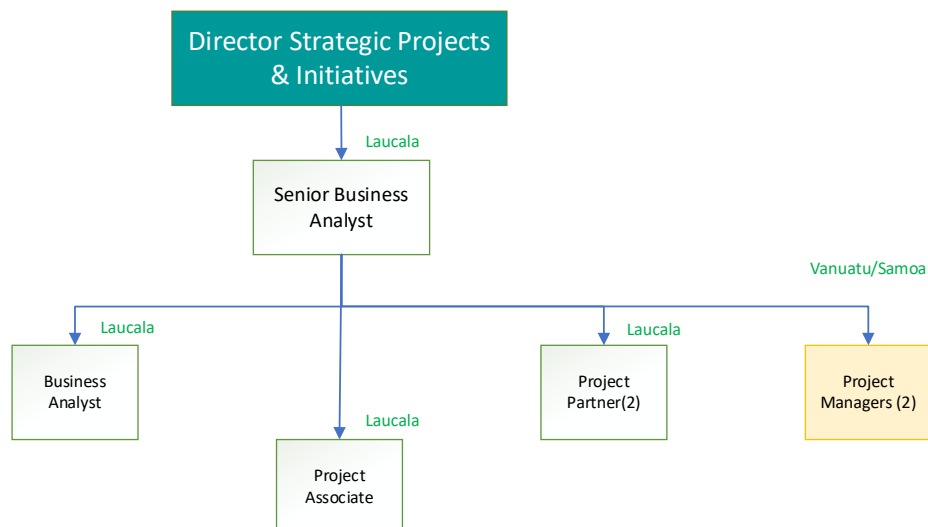 Director Strategic Projects
& Initiatives
Laucala
Senior Business
Analyst
Vanuatu/Samoa
Laucala
Laucala
Business
Analyst
Project
Partner(2)
Project
Managers (2)
Laucala
Project
Associate